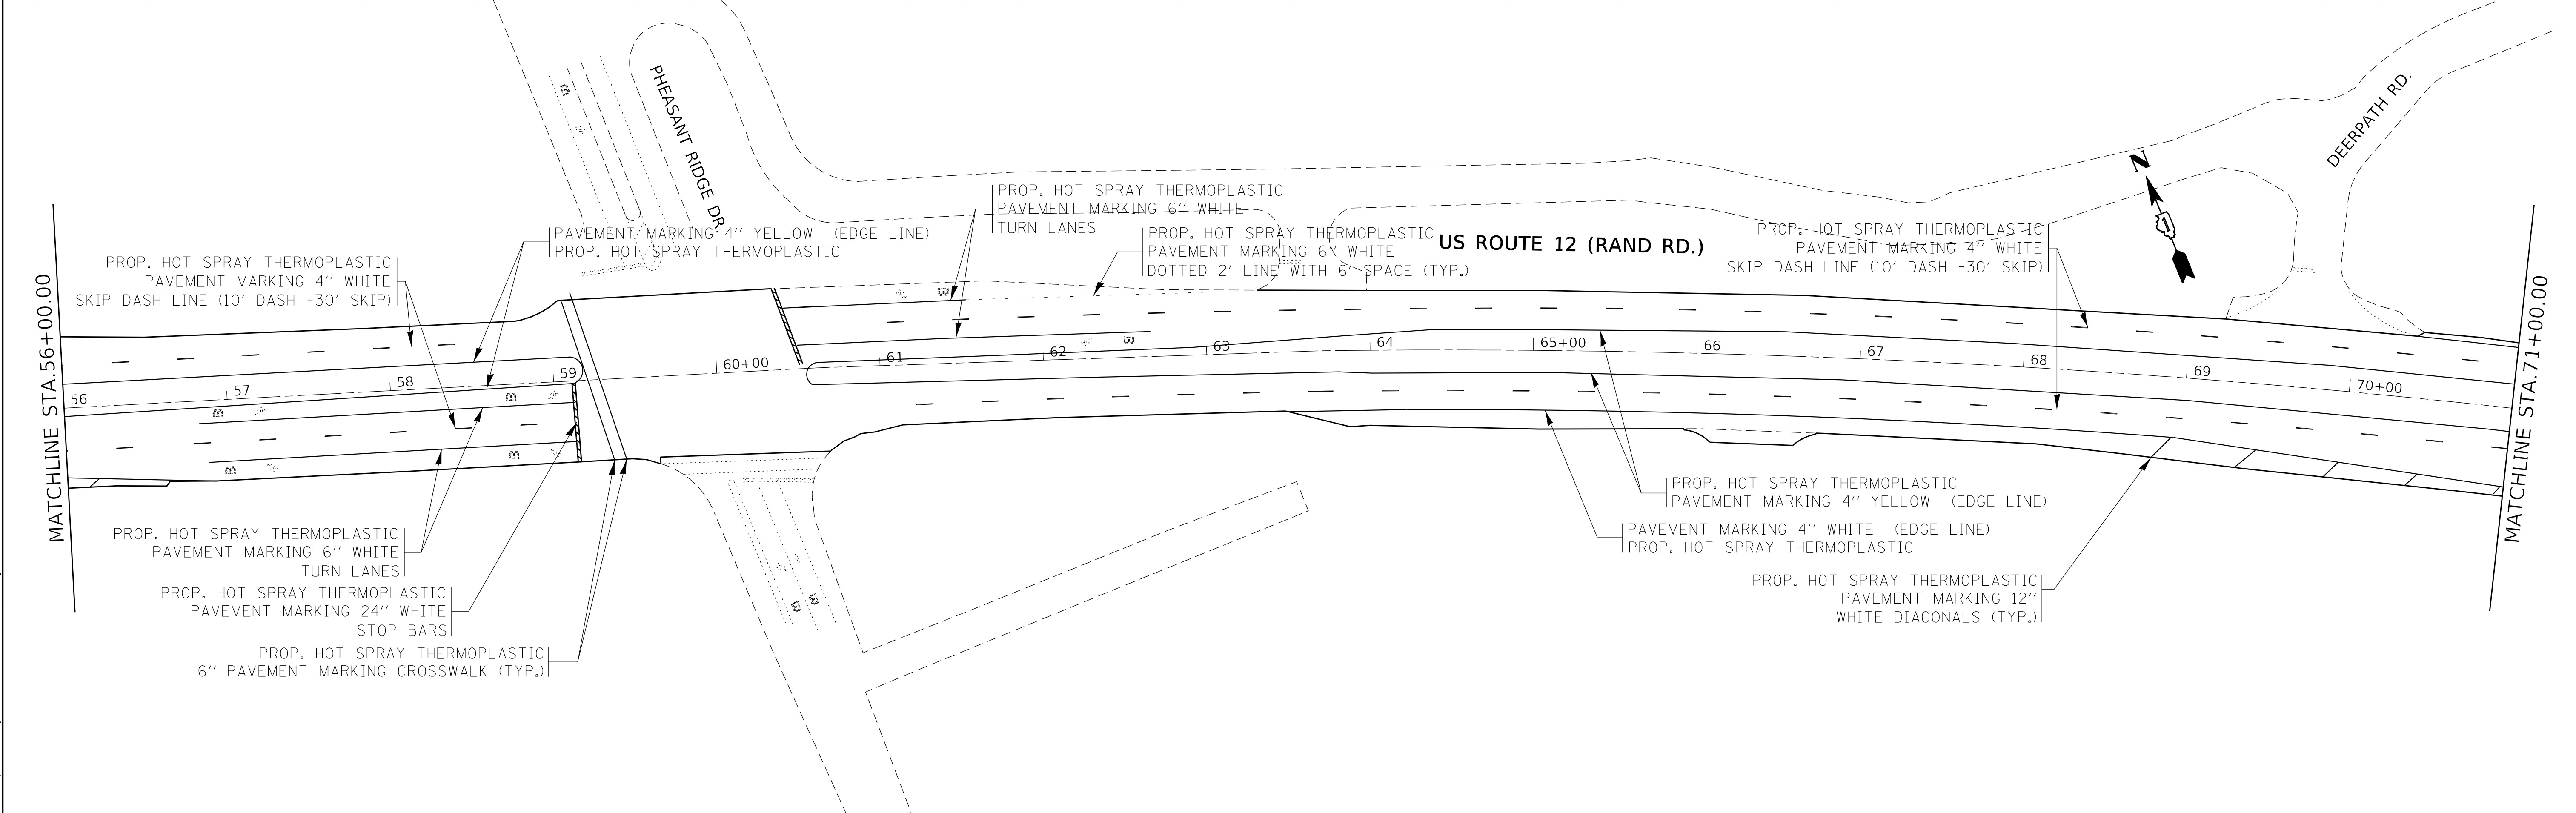 PHEASANT RIDGE DR.
DEERPATH RD.
N
PROP. HOT SPRAY THERMOPLASTIC
PAVEMENT MARKING 6" WHITE
TURN LANES
PAVEMENT MARKING 4" YELLOW (EDGE LINE)
PROP. HOT SPRAY THERMOPLASTIC
PROP. HOT SPRAY THERMOPLASTIC
PAVEMENT MARKING 6" WHITE
DOTTED 2' LINE WITH 6' SPACE (TYP.)
US ROUTE 12 (RAND RD.)
PROP. HOT SPRAY THERMOPLASTIC
PAVEMENT MARKING 4" WHITE
SKIP DASH LINE (10' DASH -30' SKIP)
PROP. HOT SPRAY THERMOPLASTIC
PAVEMENT MARKING 4" WHITE
SKIP DASH LINE (10' DASH -30' SKIP)
MATCHLINE STA.56+00.00
56
57
58
59
60+00
61
62
63
64
65+00
66
67
68
69
70+00
MATCHLINE STA.71+00.00
PROP. HOT SPRAY THERMOPLASTIC
PAVEMENT MARKING 6" WHITE
TURN LANES
PROP. HOT SPRAY THERMOPLASTIC
PAVEMENT MARKING 24" WHITE
STOP BARS
PROP. HOT SPRAY THERMOPLASTIC
6" PAVEMENT MARKING CROSSWALK (TYP.)
PROP. HOT SPRAY THERMOPLASTIC
PAVEMENT MARKING 4" YELLOW (EDGE LINE)
PAVEMENT MARKING 4" WHITE (EDGE LINE)
PROP. HOT SPRAY THERMOPLASTIC
PROP. HOT SPRAY THERMOPLASTIC
PAVEMENT MARKING 12"
WHITE DIAGONALS (TYP.)